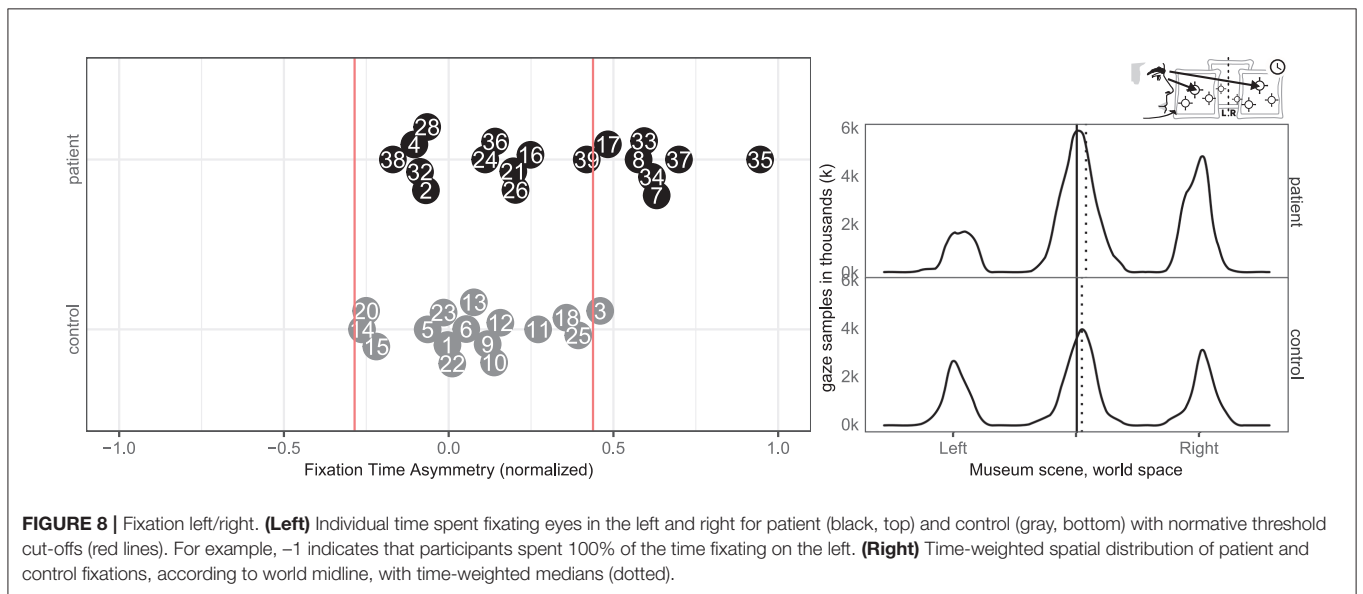 patient
control
28
4
38
32
2
36
24
16
21
26
39
17
33
8
34
7
37
35
20
14
15
23
5
1
22
13
6
12
9
10
11
18
25
3
−1.0
−0.5
0.0
0.5
1.0
Fixation Time Asymmetry (normalized)
L R
gaze samples in thousands (k)
6k
4k
2k
0k
patient
6k
4k
2k
0k
control
Left
Right
Museum scene, world space
FIGURE 8 | Fixation left/right. (Left) Individual time spent fixating eyes in the left and right for patient (black, top) and control (gray, bottom) with normative threshold
cut-offs (red lines). For example, –1 indicates that participants spent 100% of the time fixating on the left. (Right) Time-weighted spatial distribution of patient and
control fixations, according to world midline, with time-weighted medians (dotted).